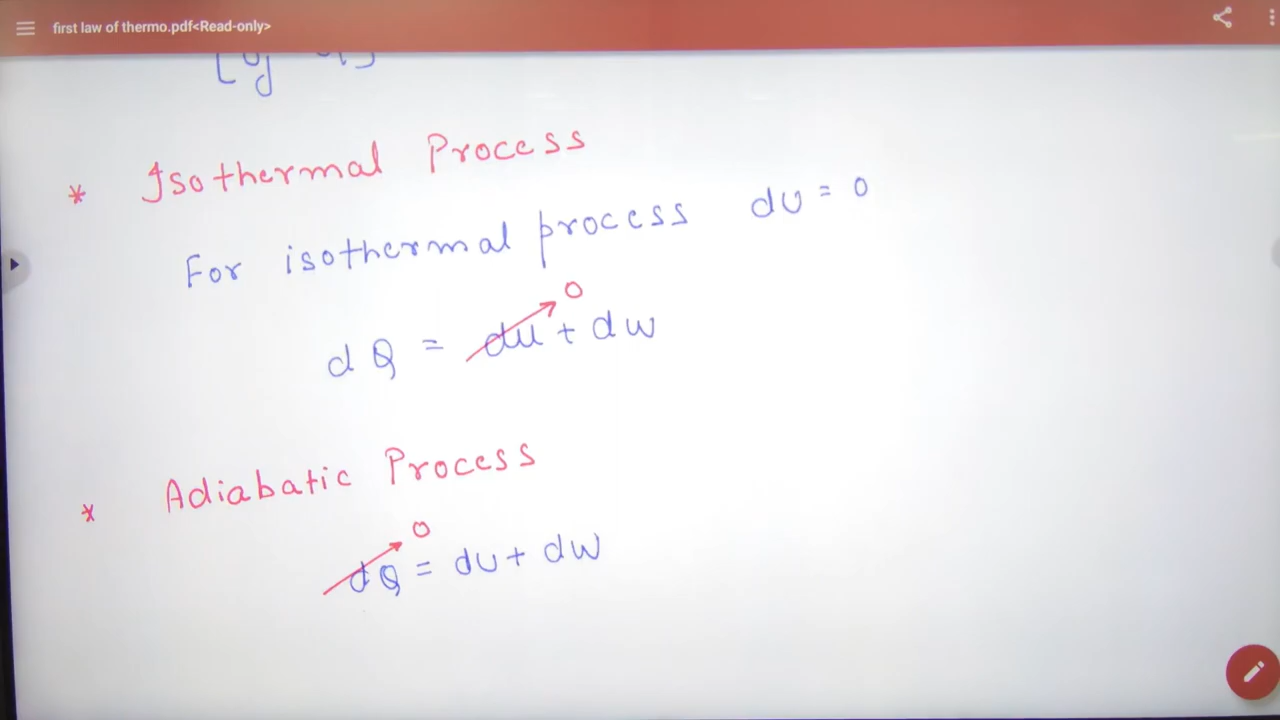 first law of thermo.pdf<Read-only>
* Isothermal Process
For isothermal process du = 0
dQ = du + dw
0
* Adiabatic Process
dQ = du + dw
0